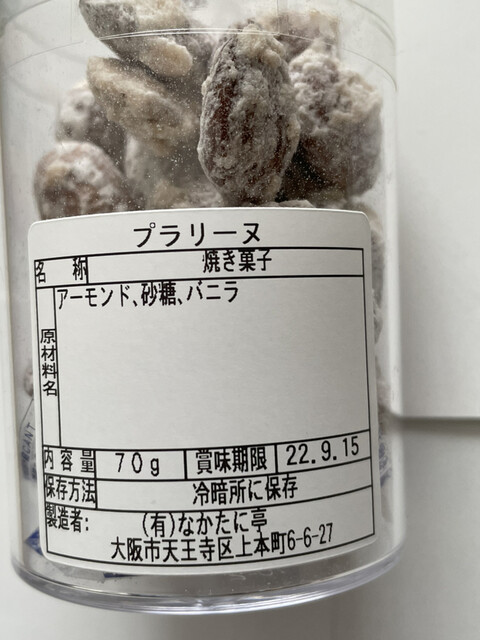 プラリーヌ
名 称 焼き菓子
原材料名 アーモンド、砂糖、バニラ
内容量 70g 賞味期限 22.9.15
保存方法 冷暗所に保存
製造者: (有)なかたに亭
大阪市天王寺区上本町6-6-27